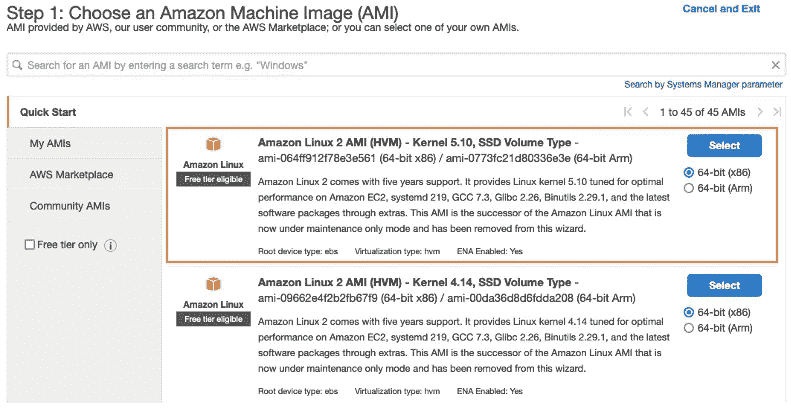 Step 1: Choose an Amazon Machine Image (AMI)
Cancel and Exit
AMI provided by AWS, our user community, or the AWS Marketplace; or you can select one of your own AMIs.
Search for an AMI by entering a search term e.g. "Windows"
Search by Systems Manager parameter
Quick Start
1 to 45 of 45 AMIs
My AMIs
AWS Marketplace
Community AMIs
Free tier only
Amazon Linux
Free tier eligible
Amazon Linux 2 AMI (HVM) - Kernel 5.10, SSD Volume Type -
ami-064ff912f78e3e561 (64-bit x86) / ami-0773fc21d80336e3e (64-bit Arm)
Amazon Linux 2 comes with five years support. It provides Linux kernel 5.10 tuned for optimal
performance on Amazon EC2, systemd 219, GCC 7.3, Glibc 2.26, Binutils 2.29.1, and the latest
software packages through extras. This AMI is the successor of the Amazon Linux AMI that is
now under maintenance only mode and has been removed from this wizard.
Root device type: ebs Virtualization type: hvm ENA Enabled: Yes
Select
64-bit (x86)
64-bit (Arm)
Amazon Linux
Free tier eligible
Amazon Linux 2 AMI (HVM) - Kernel 4.14, SSD Volume Type -
ami-09662e4f2b2fb67f9 (64-bit x86) / ami-00da36d8d6fdda208 (64-bit Arm)
Amazon Linux 2 comes with five years support. It provides Linux kernel 4.14 tuned for optimal
performance on Amazon EC2, systemd 219, GCC 7.3, Glibc 2.26, Binutils 2.29.1, and the latest
software packages through extras. This AMI is the successor of the Amazon Linux AMI that is
now under maintenance only mode and has been removed from this wizard.
Root device type: ebs Virtualization type: hvm ENA Enabled: Yes
Select
64-bit (x86)
64-bit (Arm)